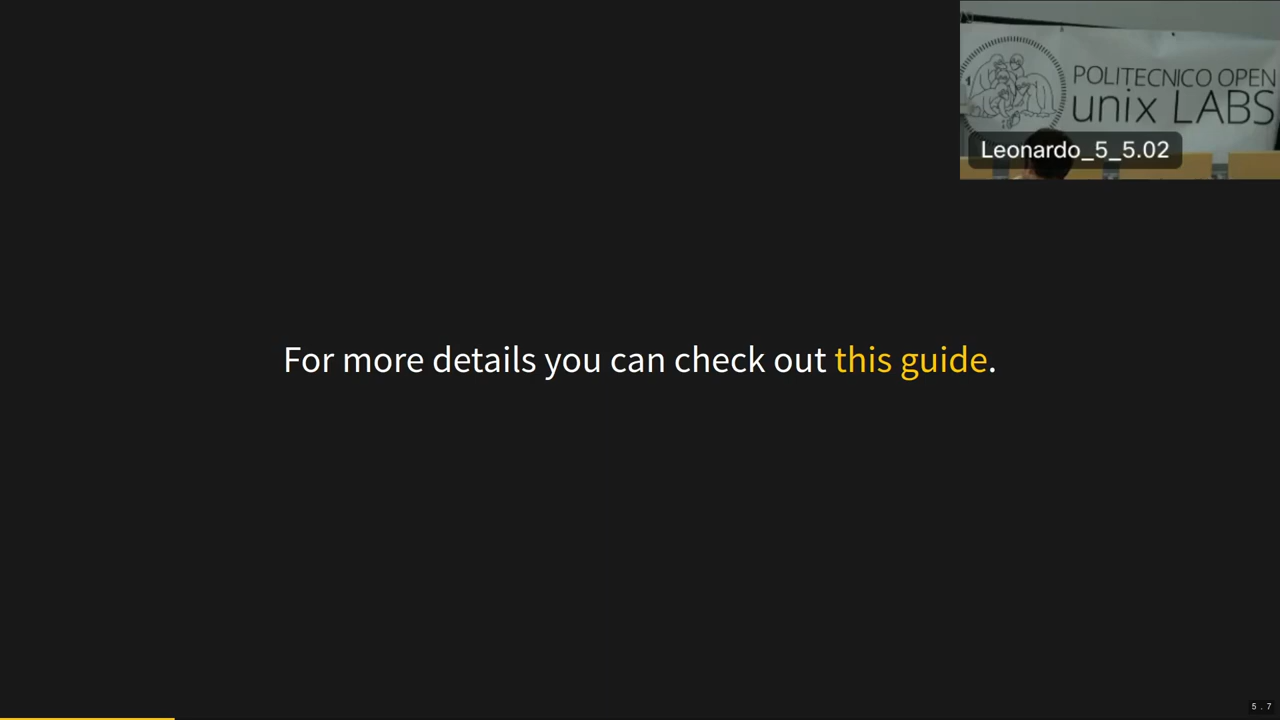 POLITECNICO OPEN
unix LABS
Leonardo_5_5.02
For more details you can check out this guide.
5.7